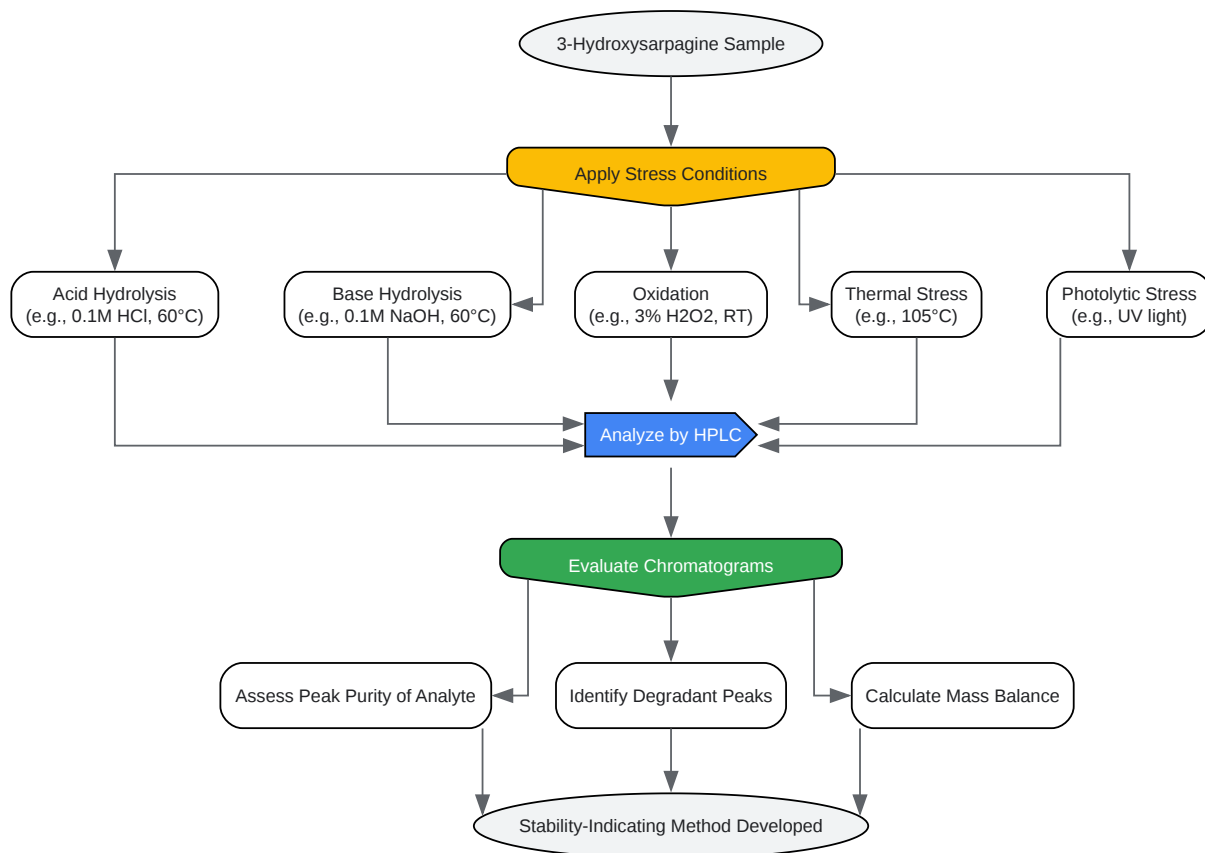 3-Hydroxysarpagine Sample
Apply Stress Conditions
Acid Hydrolysis
(e.g., 0.1M HCl, 60°C)
Base Hydrolysis
(e.g., 0.1M NaOH, 60°C)
Oxidation
(e.g., 3% H2O2, RT)
Thermal Stress
(e.g., 105°C)
Photolytic Stress
(e.g., UV light)
Analyze by HPLC
Evaluate Chromatograms
Assess Peak Purity of Analyte
Identify Degradant Peaks
Calculate Mass Balance
Stability-Indicating Method Developed